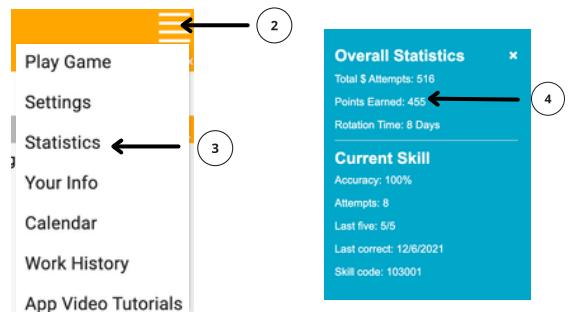 2
Play Game
Settings
Statistics
3
Your Info
Calendar
Work History
App Video Tutorials
g
Overall Statistics ×
Total $ Attempts: 516
Points Earned: 455
4
Rotation Time: 8 Days
Current Skill
Accuracy: 100%
Attempts: 8
Last five: 5/5
Last correct: 12/6/2021
Skill code: 103001